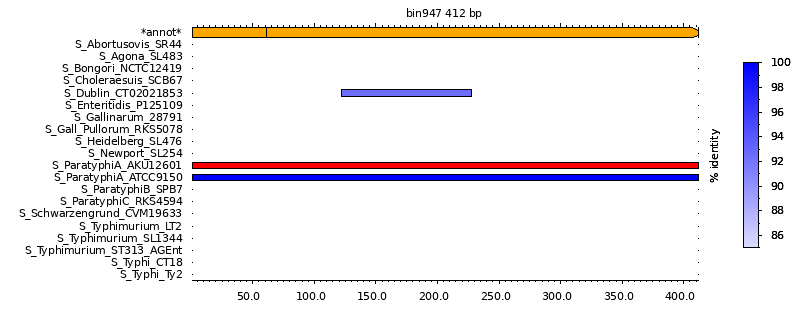 bin947 412 bp
*annot*
S_Abortusovis_SR44
S_Agona_SL483
S_Bongori_NCTC12419
S_Choleraesuis_SCB67
S_Dublin_CT02021853
S_Enteritidis_P125109
S_Gallinarum_28791
S_Gall_Pullorum_RKS5078
S_Heidelberg_SL476
S_Newport_SL254
S_ParatyphiA_AKU12601
S_ParatyphiA_ATCC9150
S_ParatyphiB_SPB7
S_ParatyphiC_RKS4594
S_Schwarzengrund_CVM19633
S_Typhimurium_LT2
S_Typhimurium_SL1344
S_Typhimurium_ST313_AGEnt
S_Typhi_CT18
S_Typhi_Ty2
50.0 100.0 150.0 200.0 250.0 300.0 350.0 400.0
% identity
100
98
96
94
92
90
88
86